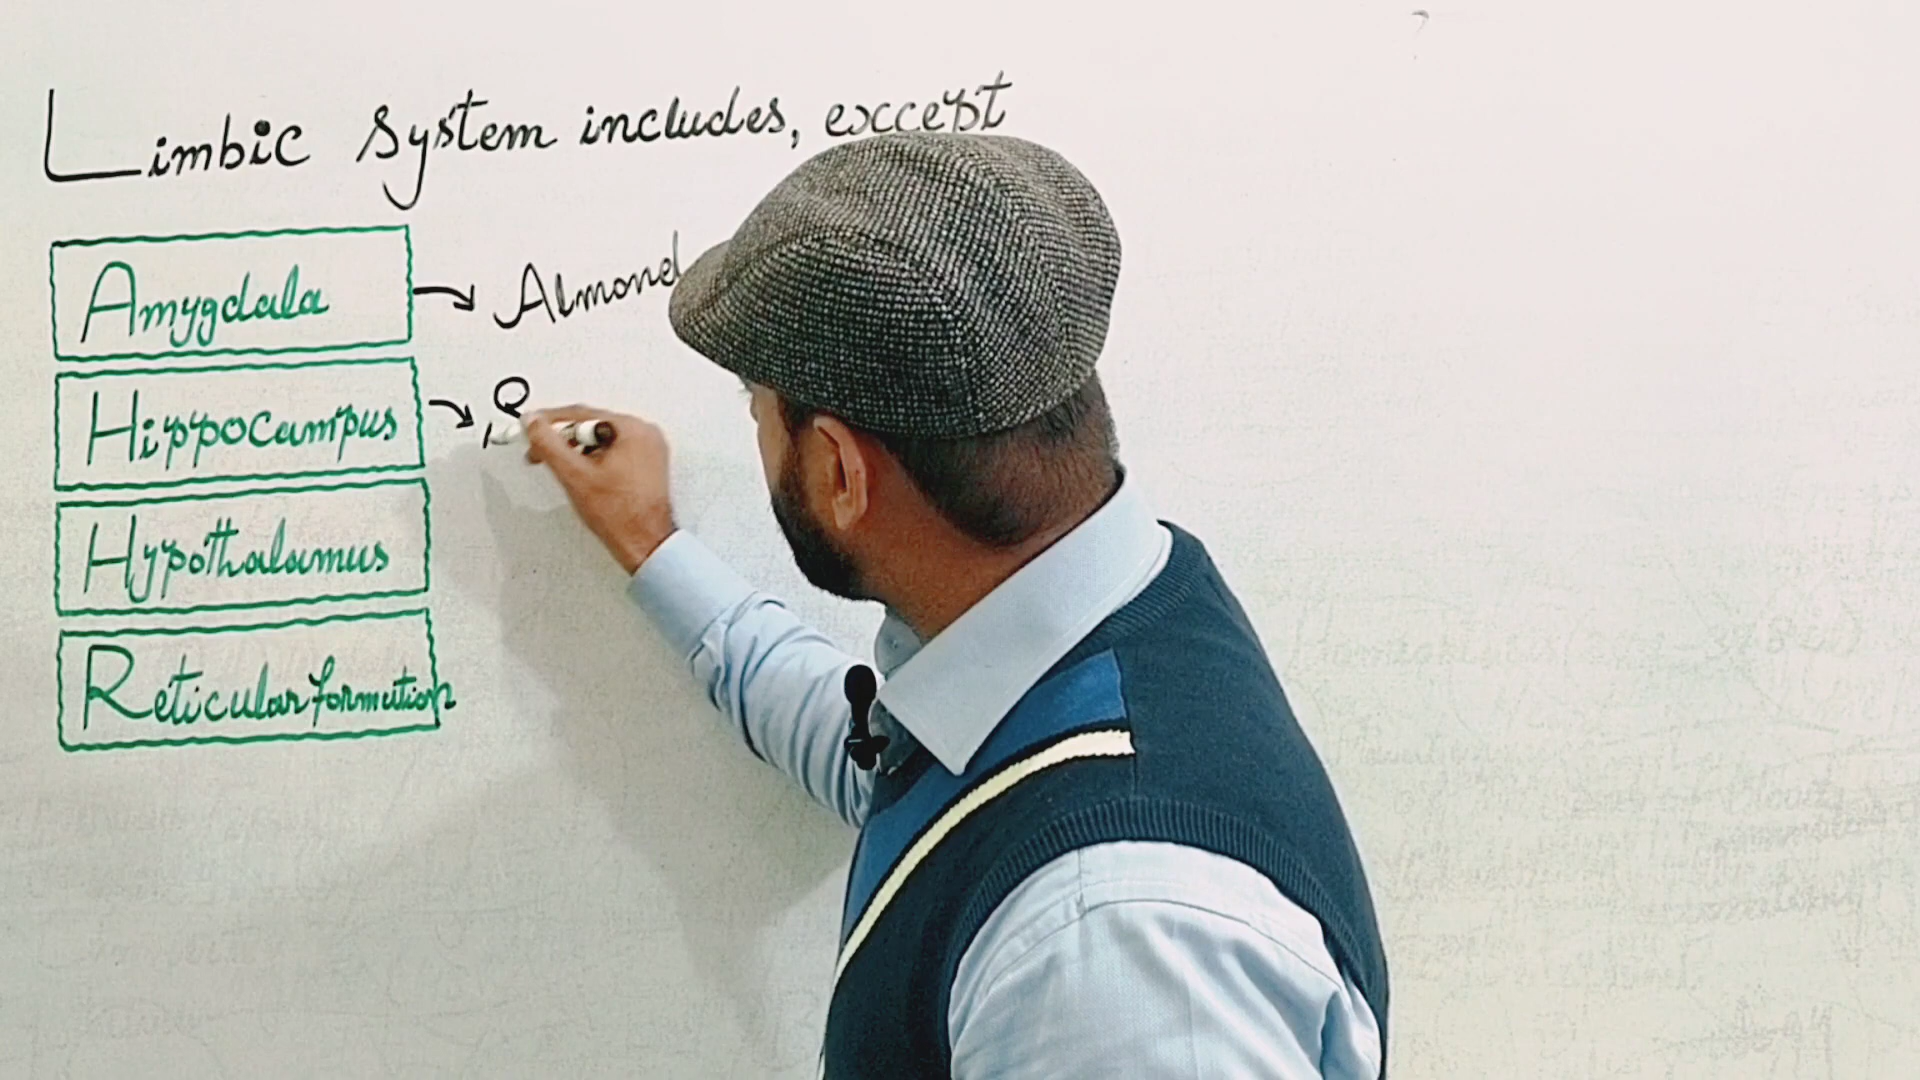 Limbic System includes, except
Amygdala → Almond
Hippocampus →
Hypothalamus
Reticular formation